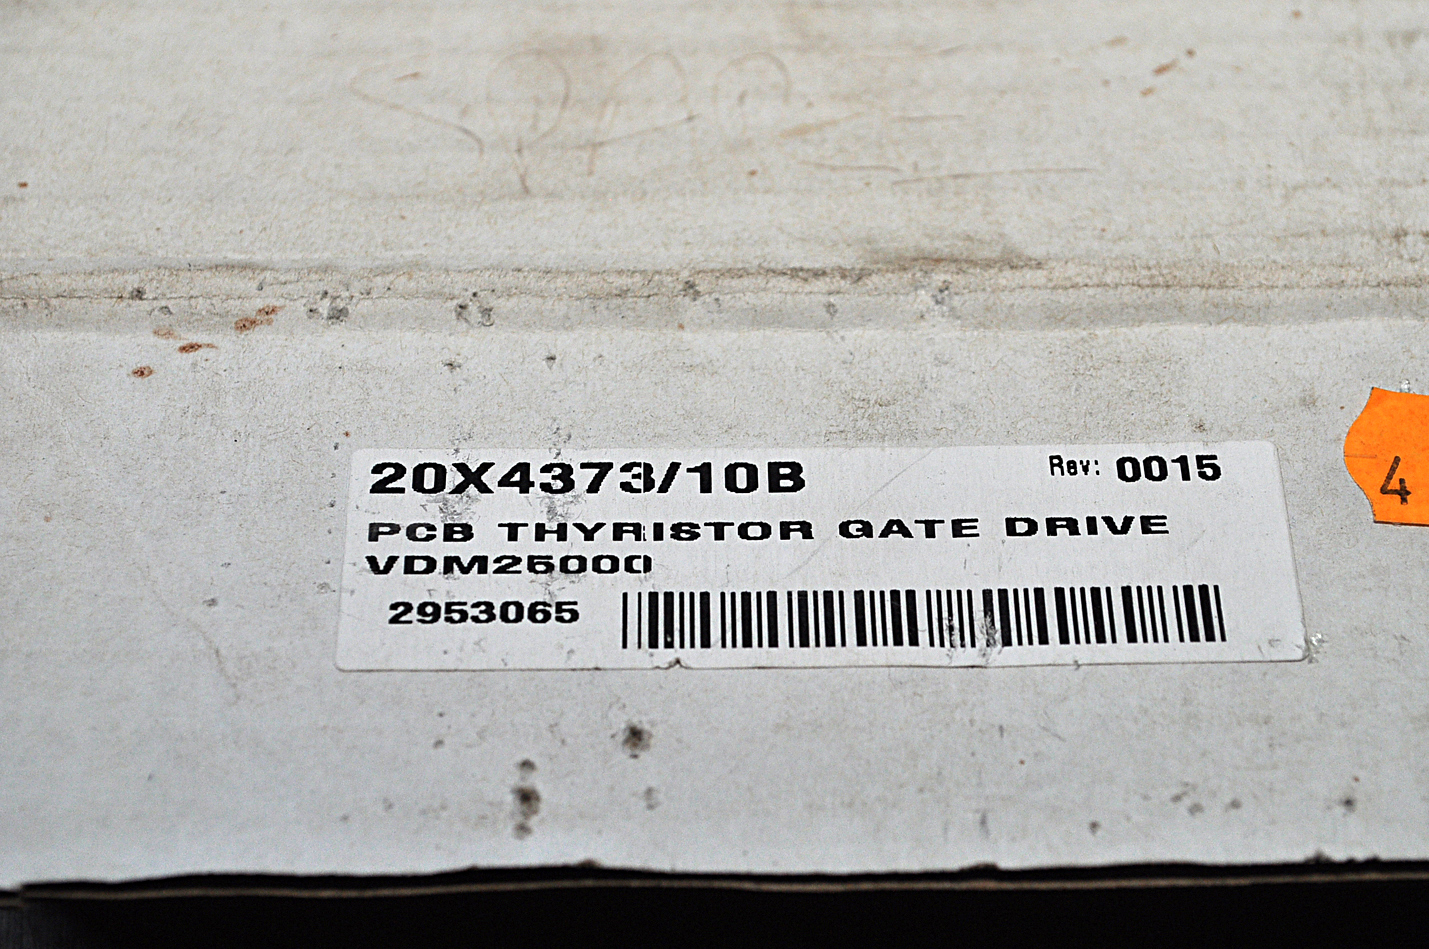 20X4373/10B Rev: 0015
PCB THYRISTOR GATE DRIVE
VDM25000
2953065
4